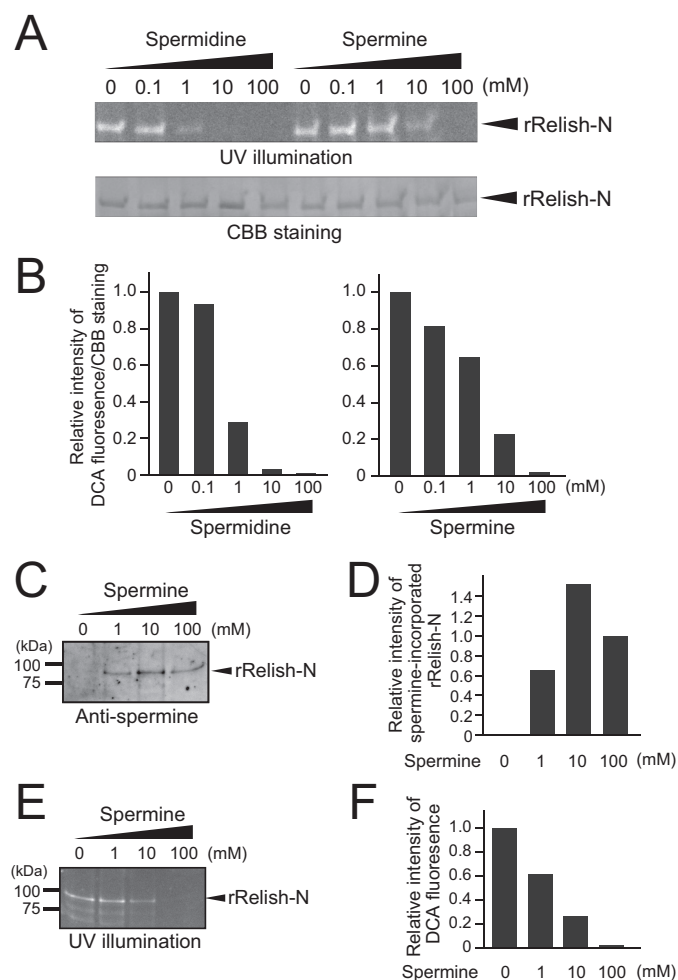 A
Spermidine Spermine
0 0.1 1 10 100 0 0.1 1 10 100 (mM)
rRelish-N
UV illumination
rRelish-N
CBB staining
B
Relative intensity of
DCA fluoresence/CBB staining
1.0
0.8
0.6
0.4
0.2
0
0 0.1 1 10 100
Spermidine
1.0
0.8
0.6
0.4
0.2
0
0 0.1 1 10 100 (mM)
Spermine
C
Spermine
0 1 10 100 (mM)
(kDa)
100
75
rRelish-N
Anti-spermine
D
Relative intensity of
spermine-incorporated
rRelish-N
1.4
1.2
1.0
0.8
0.6
0.4
0.2
0
Spermine 0 1 10 100 (mM)
E
Spermine
0 1 10 100 (mM)
(kDa)
100
75
rRelish-N
UV illumination
F
Relative intensity of
DCA fluoresence
1.0
0.8
0.6
0.4
0.2
0
Spermine 0 1 10 100 (mM)